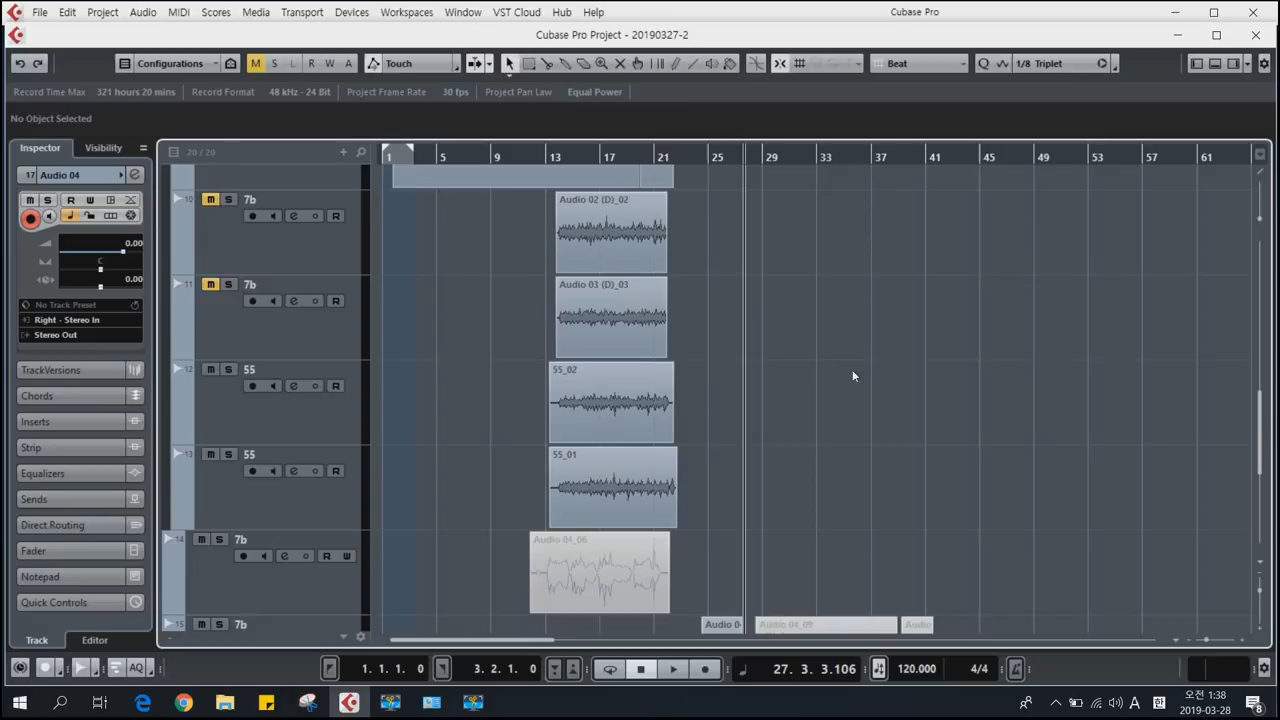 File Edit Project Audio MIDI Scores Media Transport Devices Workspaces Window VST Cloud Hub Help Cubase Pro
Cubase Pro Project - 20190327-2
Configurations M S L R W A Touch Beat Q 1/8 Triplet
Record Time Max 321 hours 20 mins Record Format 48 kHz - 24 Bit Project Frame Rate 30 fps Project Pan Law Equal Power
No Object Selected
Inspector Visibility 20 / 20 1 5 9 13 17 21 25 29 33 37 41 45 49 53 57 61
17 Audio 04
m S R W
0.00
C
0.00
No Track Preset
Right - Stereo In
Stereo Out
TrackVersions
Chords
Inserts
Strip
Equalizers
Sends
Direct Routing
Fader
Notepad
Quick Controls
Track Editor
10 m S 7b Audio 02 (D)_02
e R
11 m S 7b Audio 03 (D)_03
e R
12 m S 55 55_02
e R
13 m S 55 55_01
e R
14 m S 7b Audio 04_06
e R W
15 m S 7b Audio 0 Audio 04_09 Audio
AQ 1. 1. 1. 0 3. 2. 1. 0 27. 3. 3.106 120.000 4/4
A 한 오전 1:38
2019-03-28 8